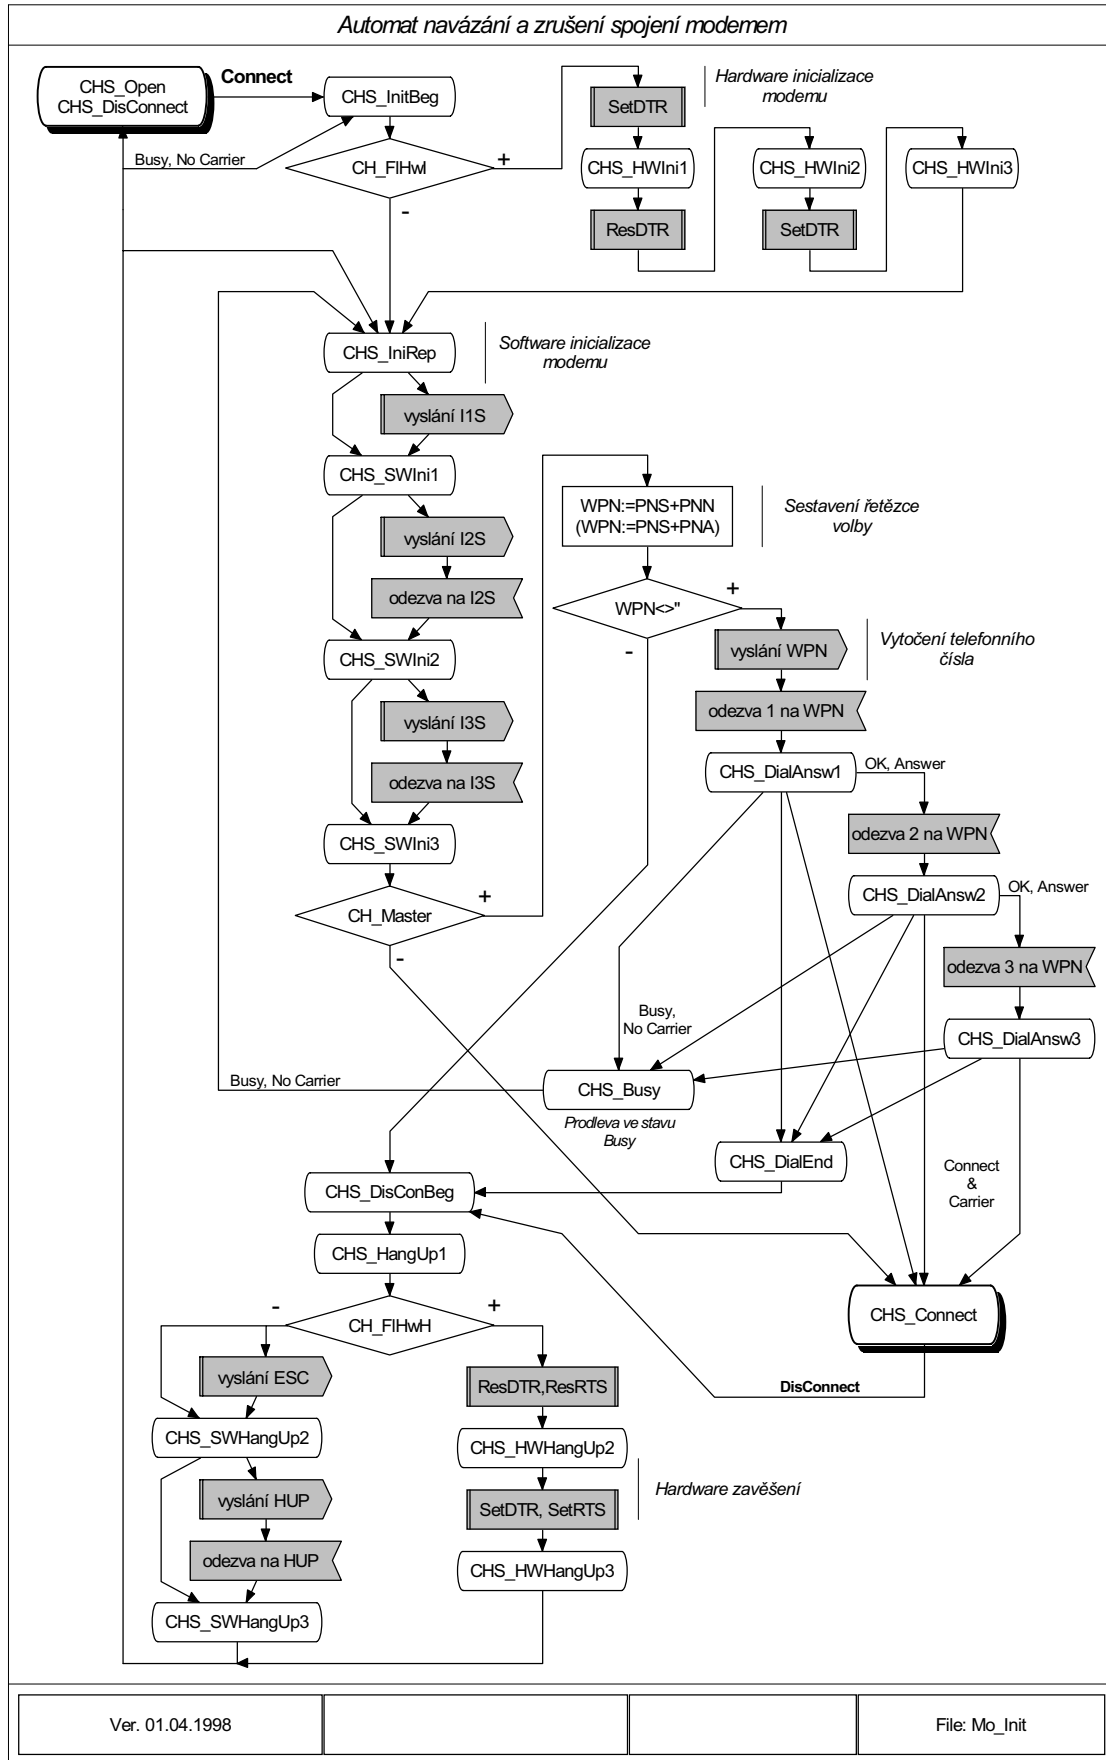 Automat navázání a zrušení spojení modemem
CHS_Open
CHS_DisConnect
Connect
CHS_InitBeg
Busy, No Carrier
CH_FlHwI
+
-
SetDTR
Hardware inicializace
modemu
CHS_HWIni1
CHS_HWIni2
CHS_HWIni3
ResDTR
SetDTR
CHS_IniRep
Software inicializace
modemu
vyslání I1S
CHS_SWIni1
vyslání I2S
odezva na I2S
CHS_SWIni2
vyslání I3S
odezva na I3S
CHS_SWIni3
CH_Master
+
-
WPN:=PNS+PNN
(WPN:=PNS+PNA)
Sestavení řetězce
volby
WPN<>"
+
-
vyslání WPN
Vytočení telefonního
čísla
odezva 1 na WPN
CHS_DialAnsw1
OK, Answer
odezva 2 na WPN
CHS_DialAnsw2
OK, Answer
odezva 3 na WPN
CHS_DialAnsw3
Busy,
No Carrier
Busy, No Carrier
CHS_Busy
Prodleva ve stavu
Busy
CHS_DialEnd
Connect
&
Carrier
CHS_DisConBeg
CHS_HangUp1
CHS_Connect
CH_FlHwH
-
+
DisConnect
vyslání ESC
ResDTR,ResRTS
CHS_SWHangUp2
CHS_HWHangUp2
vyslání HUP
SetDTR, SetRTS
Hardware zavěšení
odezva na HUP
CHS_HWHangUp3
CHS_SWHangUp3
Ver. 01.04.1998
File: Mo_Init